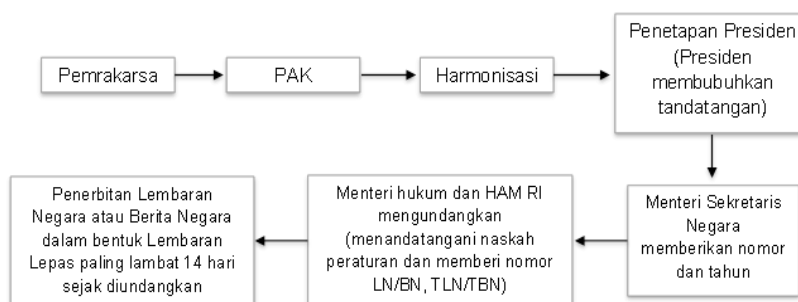 Pemrakarsa
PAK
Harmonisasi
Penetapan Presiden
(Presiden
membubuhkan
tandatangan)
Menteri Sekretaris
Negara
memberikan nomor
dan tahun
Menteri hukum dan HAM RI
mengundangkan
(menandatangani naskah
peraturan dan memberi nomor
LN/BN, TLN/TBN)
Penerbitan Lembaran
Negara atau Berita Negara
dalam bentuk Lembaran
Lepas paling lambat 14 hari
sejak diundangkan